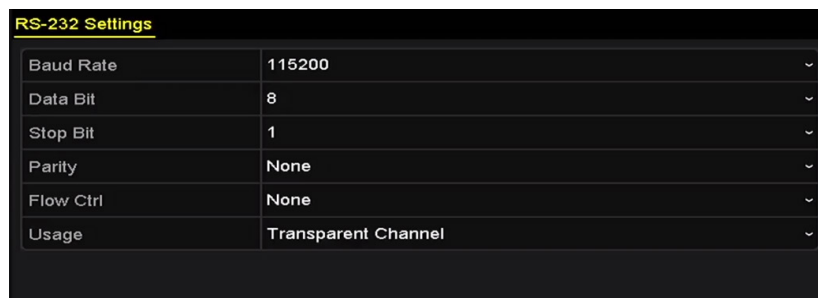 RS-232 Settings
Baud Rate 115200
Data Bit 8
Stop Bit 1
Parity None
Flow Ctrl None
Usage Transparent Channel